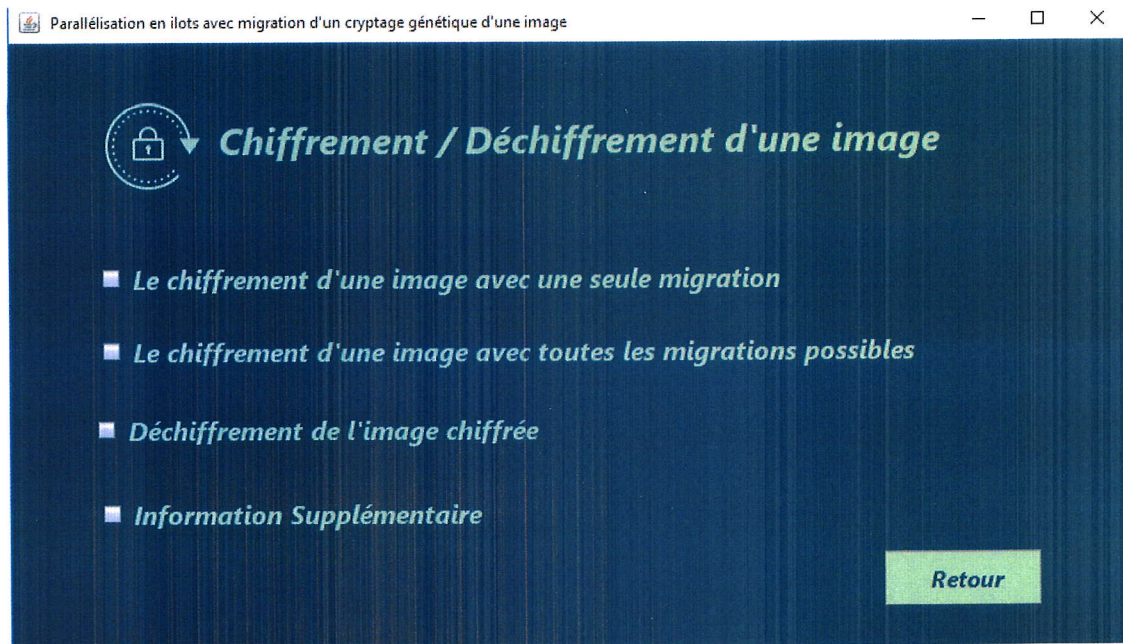 Parallélisation en ilots avec migration d'un cryptage génétique d'une image
Chiffrement / Déchiffrement d'une image
Le chiffrement d'une image avec une seule migration
Le chiffrement d'une image avec toutes les migrations possibles
Déchiffrement de l'image chiffrée
Information Supplémentaire
Retour